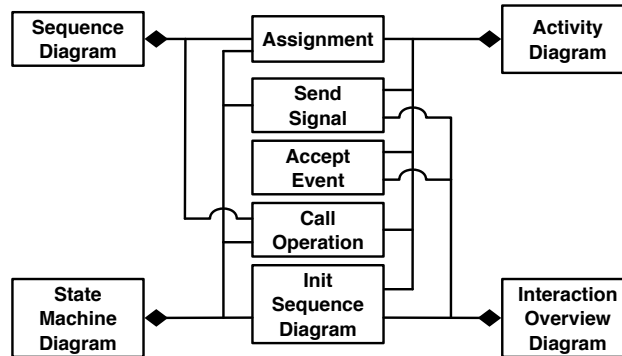 Sequence
Diagram
Assignment
Activity
Diagram
Send
Signal
Accept
Event
Call
Operation
State
Machine
Diagram
Init
Sequence
Diagram
Interaction
Overview
Diagram